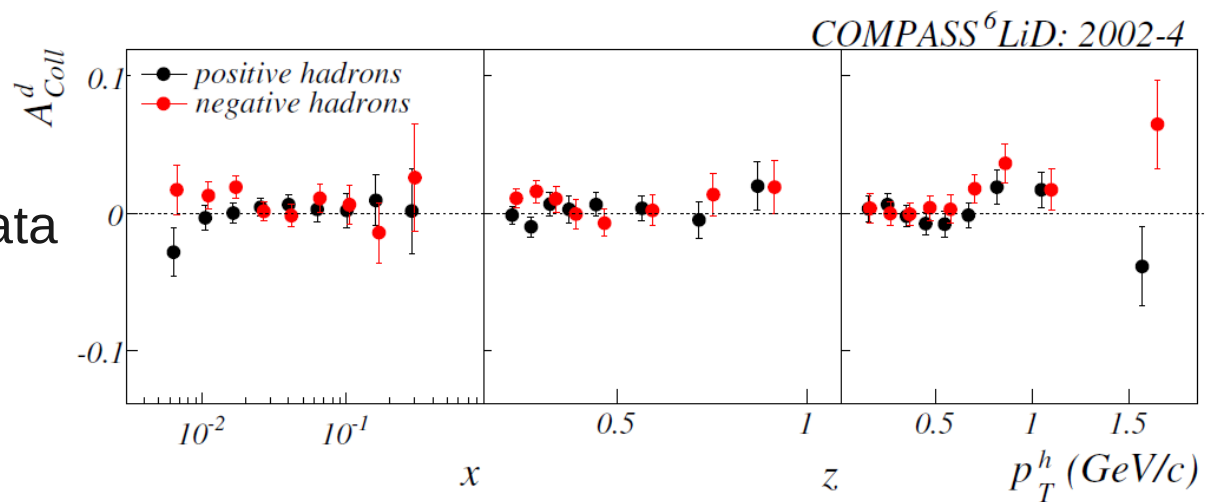 COMPASS ⁶LiD: 2002-4
A^d_Coll
0.1
positive hadrons
negative hadrons
ata
0
-0.1
10⁻² 10⁻¹ 0.5 1 0.5 1 1.5
x z p_T^h (GeV/c)